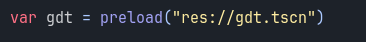 var gdt = preload("res://gdt.tscn")